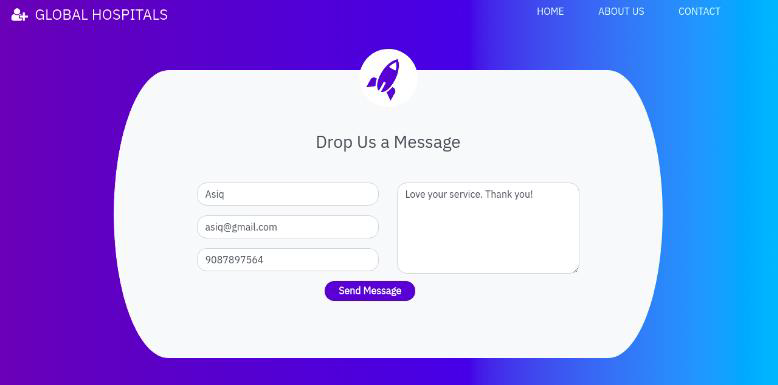 GLOBAL HOSPITALS
HOME ABOUT US CONTACT
Drop Us a Message
Asiq
asiq@gmail.com
9087897564
Love your service. Thank you!
Send Message